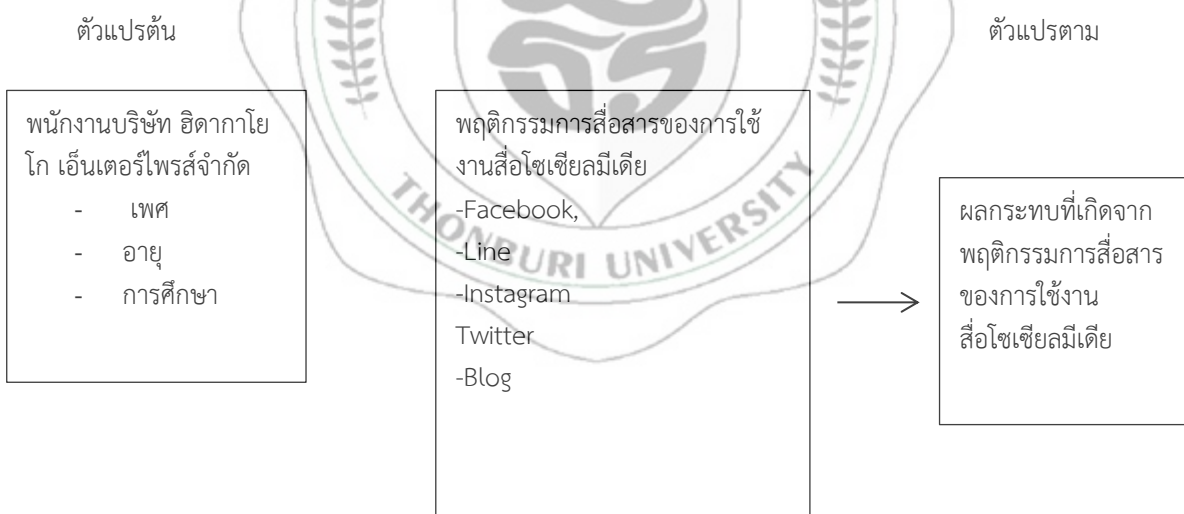 ตัวแปรต้น
ตัวแปรตาม
พนักงานบริษัท ฮิดากาโย
โก เอ็นเตอร์ไพรส์จำกัด
- เพศ
- อายุ
- การศึกษา
พฤติกรรมการสื่อสารของการใช้
งานสื่อโซเซียลมีเดีย
-Facebook,
-Line
-Instagram
Twitter
-Blog
ผลกระทบที่เกิดจาก
พฤติกรรมการสื่อสาร
ของการใช้งาน
สื่อโซเซียลมีเดีย
THONBURI UNIVERSITY